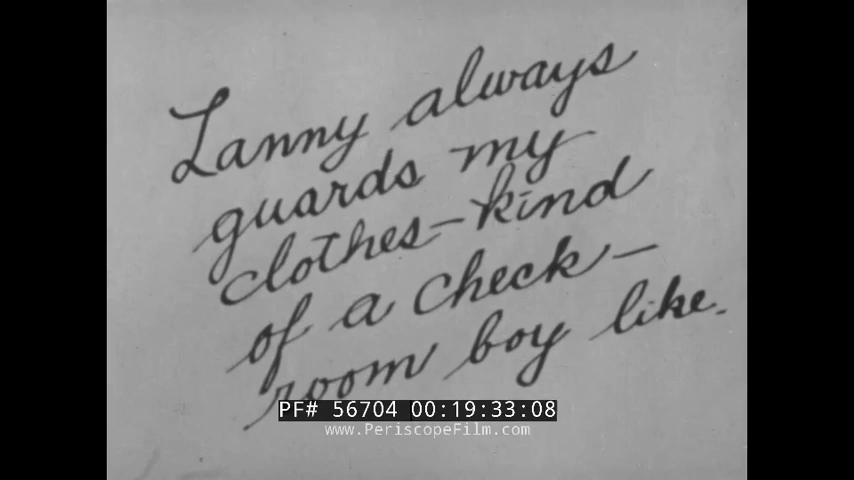 Lanny always
guards my
clothes—kind
of a check—
room boy like.
PF# 56704 00:19:33:08
www.PeriscopeFilm.com